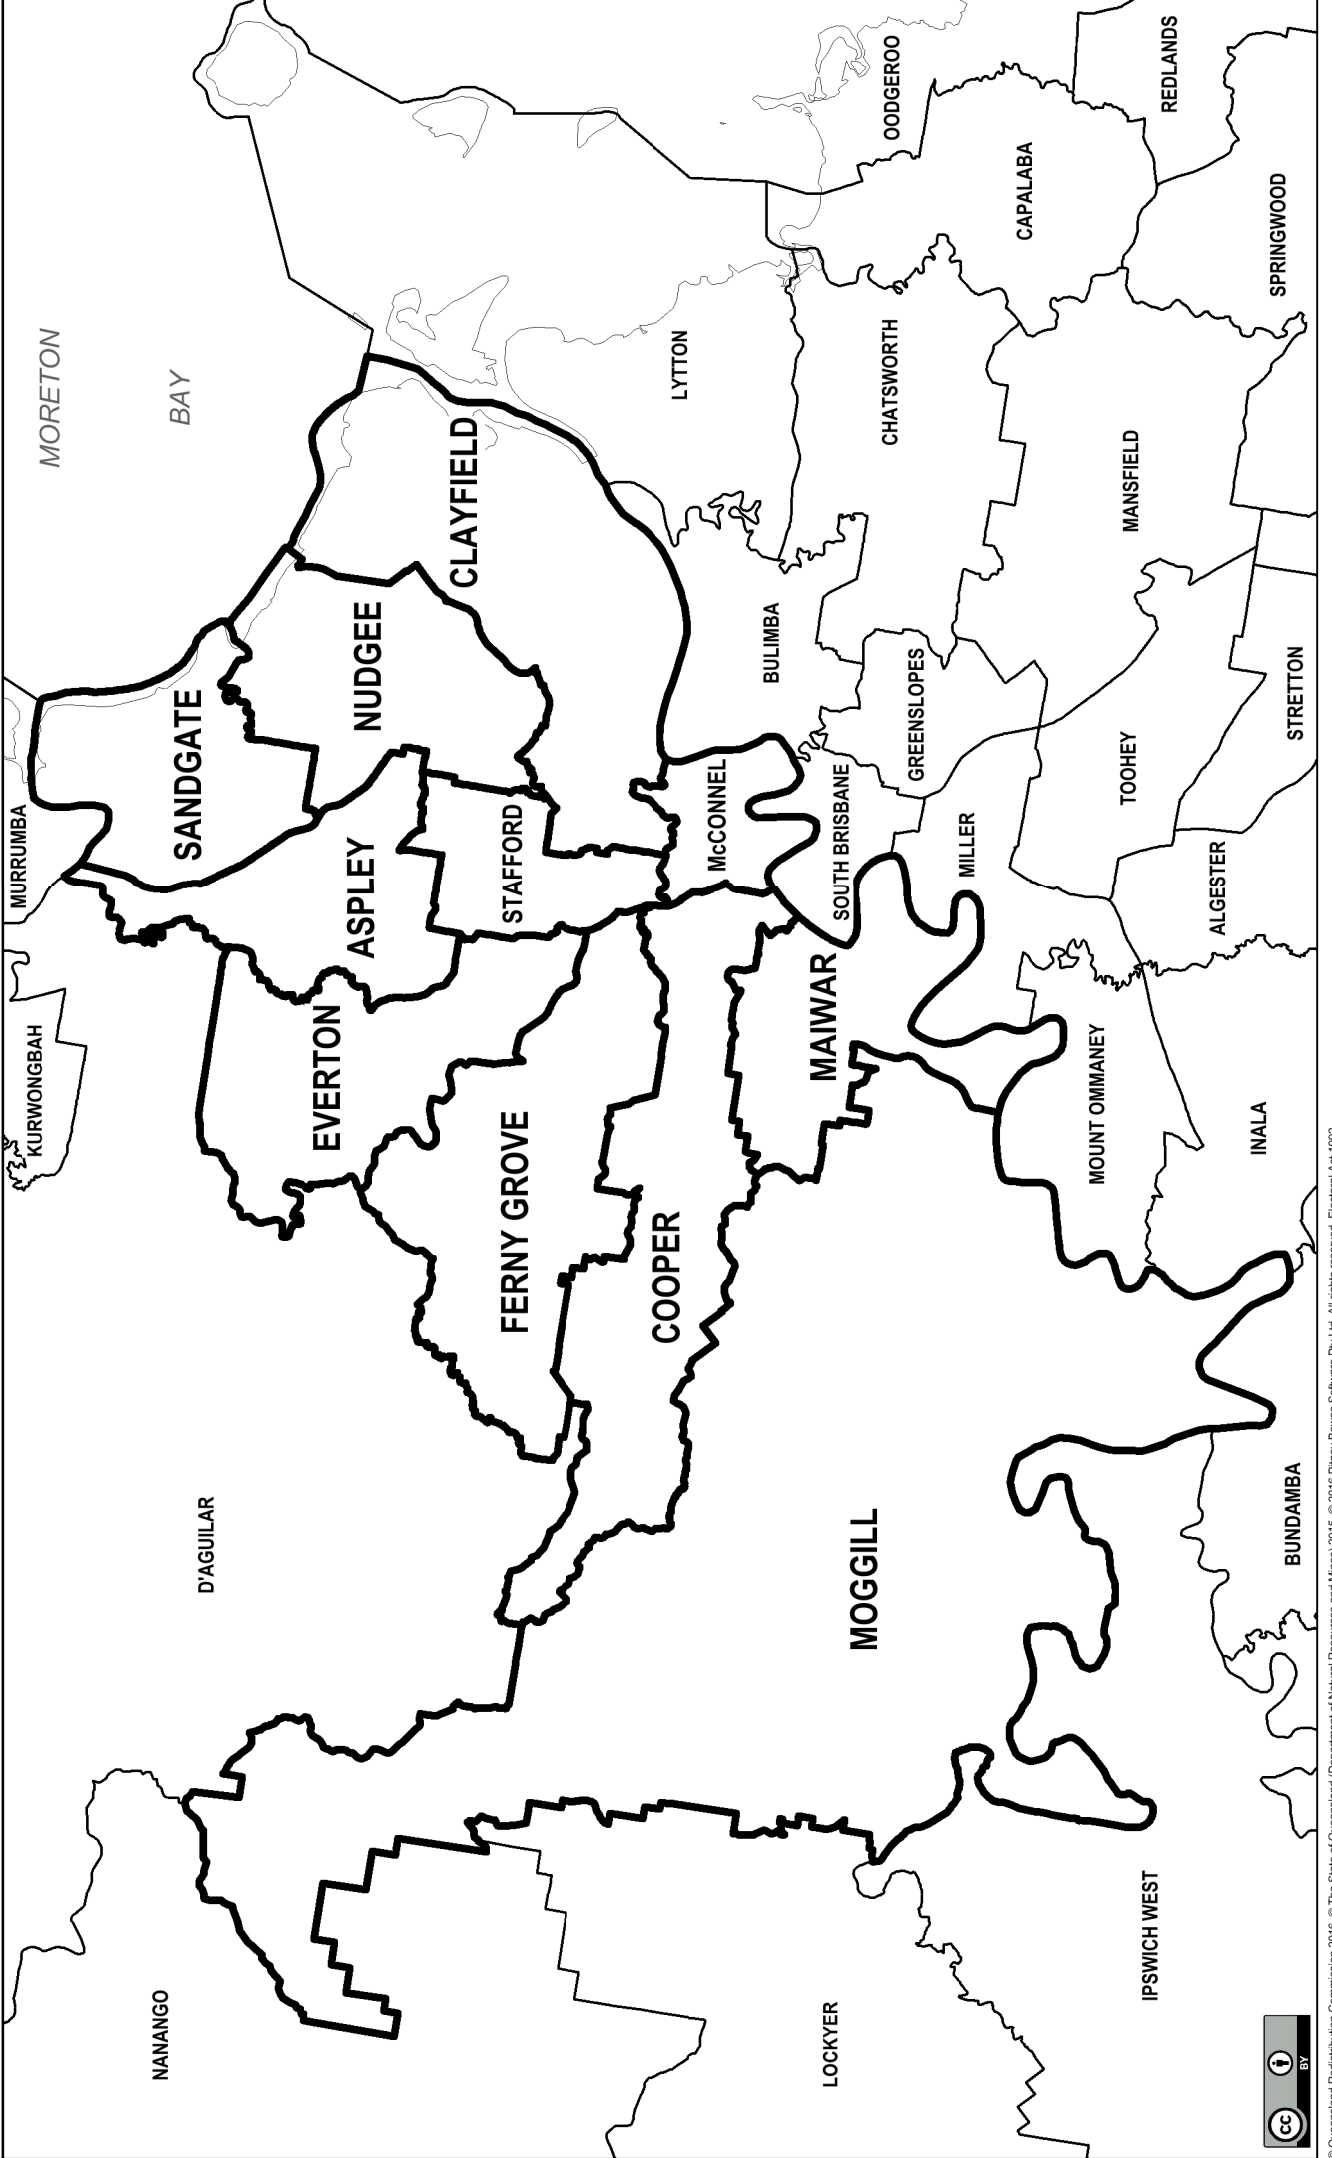 MORETON
BAY
MURRUMBA
KURWONGBAH
D'AGUILAR
NANANGO
SANDGATE
NUDGEE
CLAYFIELD
ASPLEY
STAFFORD
EVERTON
FERNY GROVE
COOPER
McCONNEL
MAIWAR
MOGGILL
LYTTON
BULIMBA
CHATSWORTH
OODGEROO
CAPALABA
REDLANDS
SPRINGWOOD
MANSFIELD
GREENSLOPES
SOUTH BRISBANE
MILLER
TOOHEY
STRETTON
ALGESTER
MOUNT OMMANEY
INALA
BUNDAMBA
IPSWICH WEST
LOCKYER
cc
BY